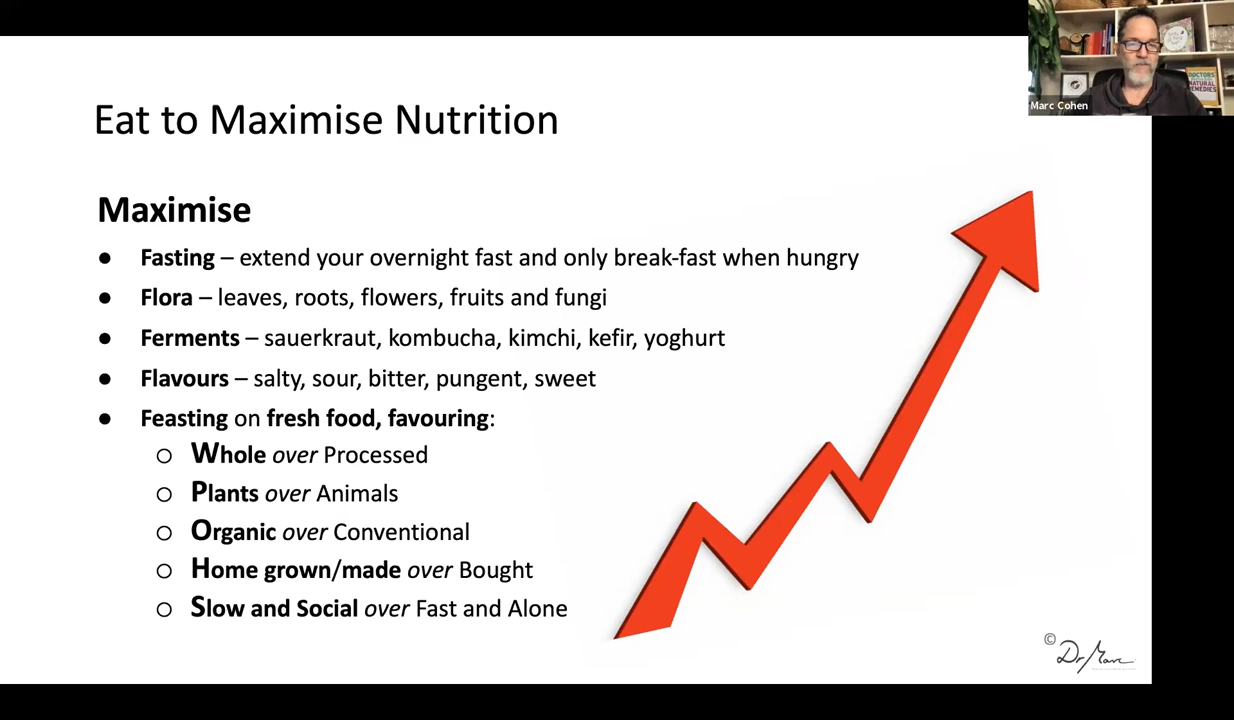 Eat to Maximise Nutrition
Marc Cohen
DOCTORS
NATURAL
REMEDIES
Maximise
● Fasting – extend your overnight fast and only break-fast when hungry
● Flora – leaves, roots, flowers, fruits and fungi
● Ferments – sauerkraut, kombucha, kimchi, kefir, yoghurt
● Flavours – salty, sour, bitter, pungent, sweet
● Feasting on fresh food, favouring:
○ Whole over Processed
○ Plants over Animals
○ Organic over Conventional
○ Home grown/made over Bought
○ Slow and Social over Fast and Alone
© Dr Marc